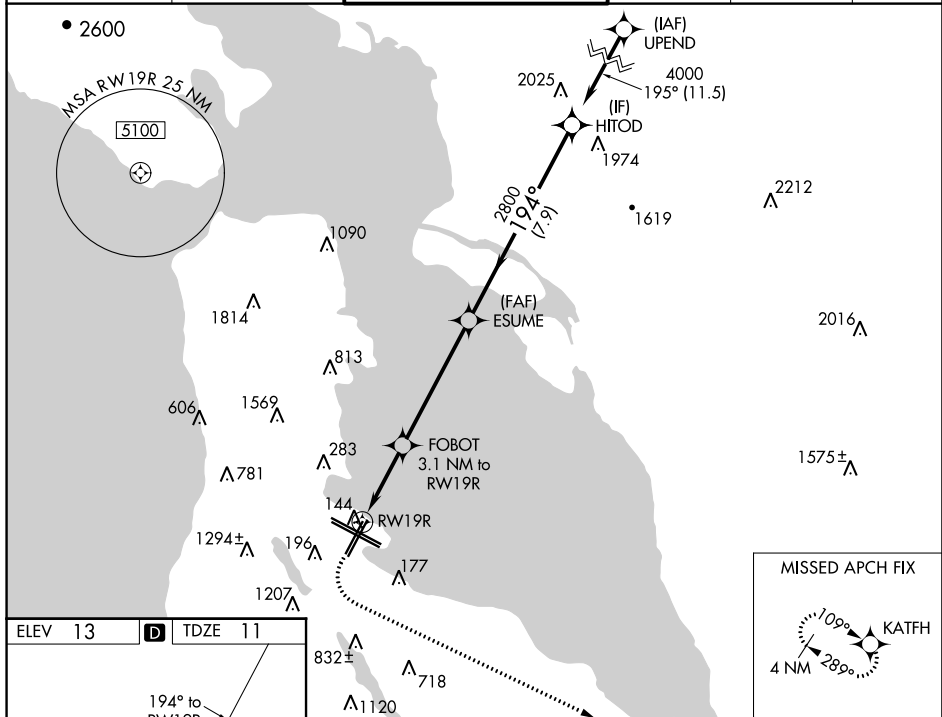 2600
(IAF)
UPEND
MSA RW19R 25 NM
5100
2025
4000
195° (11.5)
(IF)
HITOD
1974
2212
2800
194°
(7.9)
1619
1090
(FAF)
ESUME
1814
2016
813
606
1569
FOBOT
3.1 NM to
RW19R
283
781
1575±
144
RW19R
1294±
196
177
MISSED APCH FIX
1207
109°
KATFH
4 NM
289°
ELEV 13
D
TDZE 11
832±
718
194° to
RW19R
1120